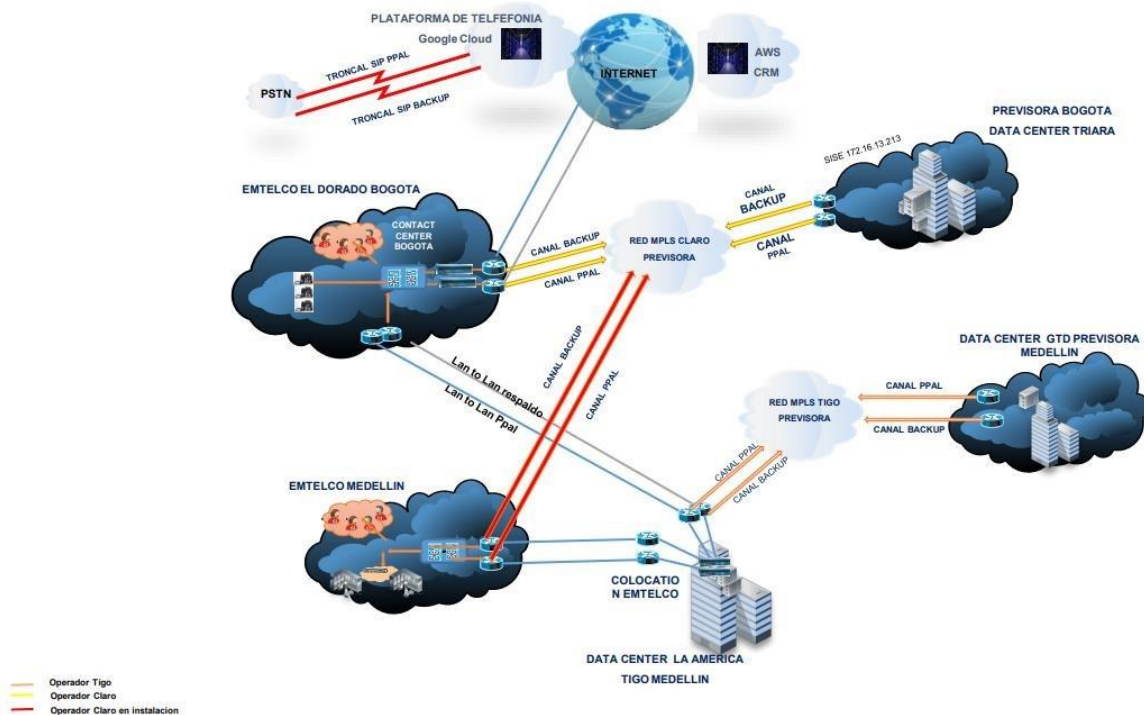 PLATAFORMA DE TELFEFONIA
Google Cloud
INTERNET
AWS
CRM
TRONCAL SIP PPAL
TRONCAL SIP BACKUP
PSTN
PREVISORA BOGOTA
DATA CENTER TRIARA
SISE 172.16.13.213
EMTELCO EL DORADO BOGOTA
CONTACT
CENTER
BOGOTA
CANAL BACKUP
CANAL PPAL
RED MPLS CLARO
PREVISORA
CANAL
BACKUP
CANAL
PPAL
Lan to Lan respaldo
Lan to Lan Ppal
CANAL BACKUP
CANAL PPAL
DATA CENTER GTD PREVISORA
MEDELLIN
CANAL PPAL
CANAL BACKUP
RED MPLS TIGO
PREVISORA
CANAL PPAL
CANAL BACKUP
EMTELCO MEDELLIN
COLOCATIO
N EMTELCO
DATA CENTER LA AMERICA
TIGO MEDELLIN
Operador Tigo
Operador Claro
Operador Claro en instalacion